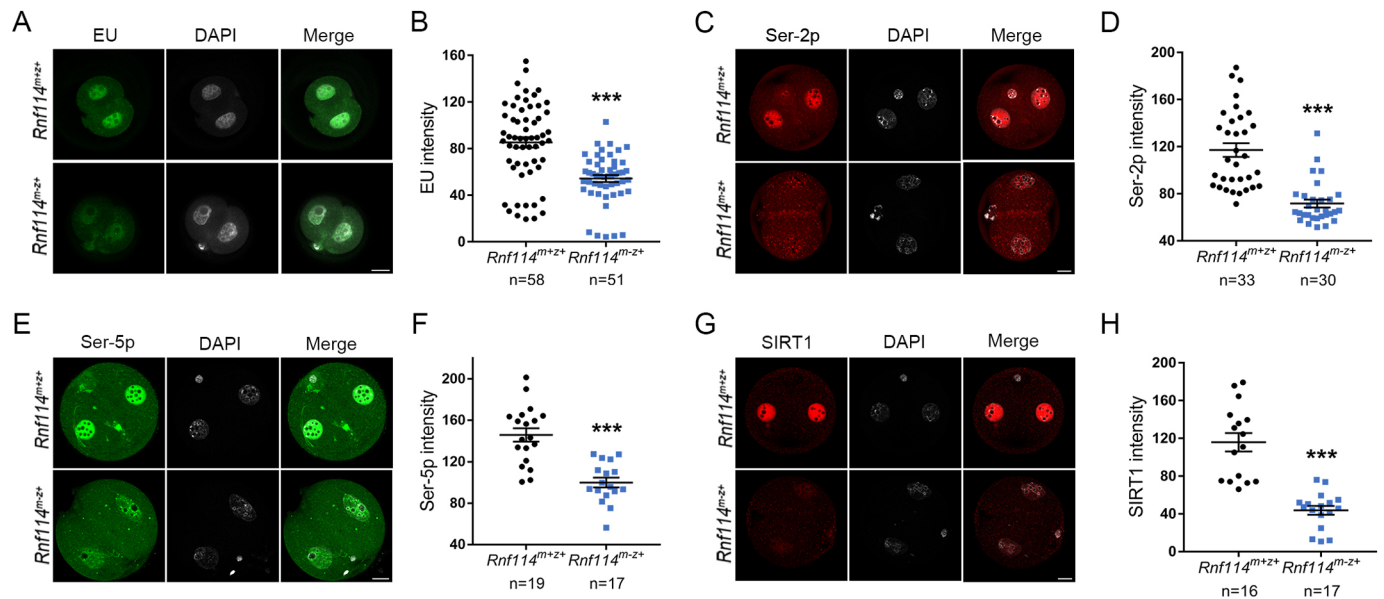 A
EU DAPI Merge
Rnf114m+z+
Rnf114m-z+
B
EU intensity
160
120
80
40
0
***
Rnf114m+z+ Rnf114m-z+
n=58 n=51
C
Ser-2p DAPI Merge
Rnf114m+z+
Rnf114m-z+
D
Ser-2p intensity
200
160
120
80
40
***
Rnf114m+z+ Rnf114m-z+
n=33 n=30
E
Ser-5p DAPI Merge
Rnf114m+z+
Rnf114m-z+
F
Ser-5p intensity
200
160
120
80
40
***
Rnf114m+z+ Rnf114m-z+
n=19 n=17
G
SIRT1 DAPI Merge
Rnf114m+z+
Rnf114m-z+
H
SIRT1 intensity
200
160
120
80
40
0
***
Rnf114m+z+ Rnf114m-z+
n=16 n=17